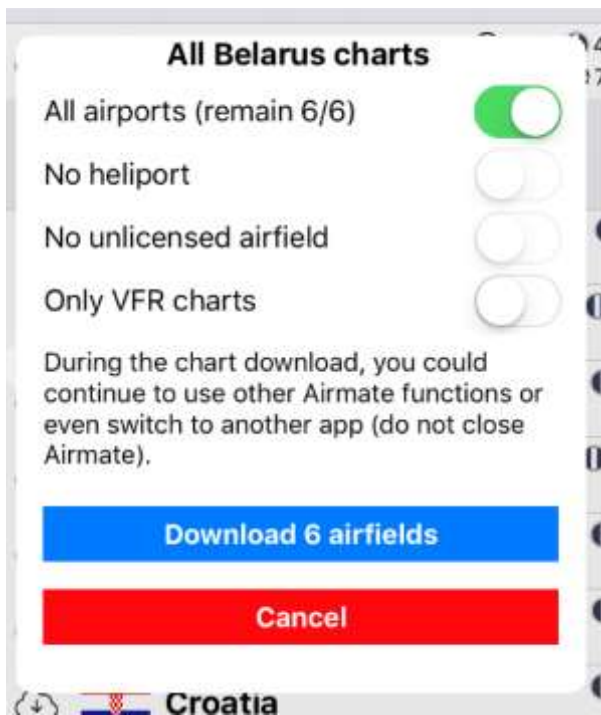 All Belarus charts
All airports (remain 6/6)
No heliport
No unlicensed airfield
Only VFR charts
During the chart download, you could
continue to use other Airmate functions or
even switch to another app (do not close
Airmate).
Download 6 airfields
Cancel
Croatia